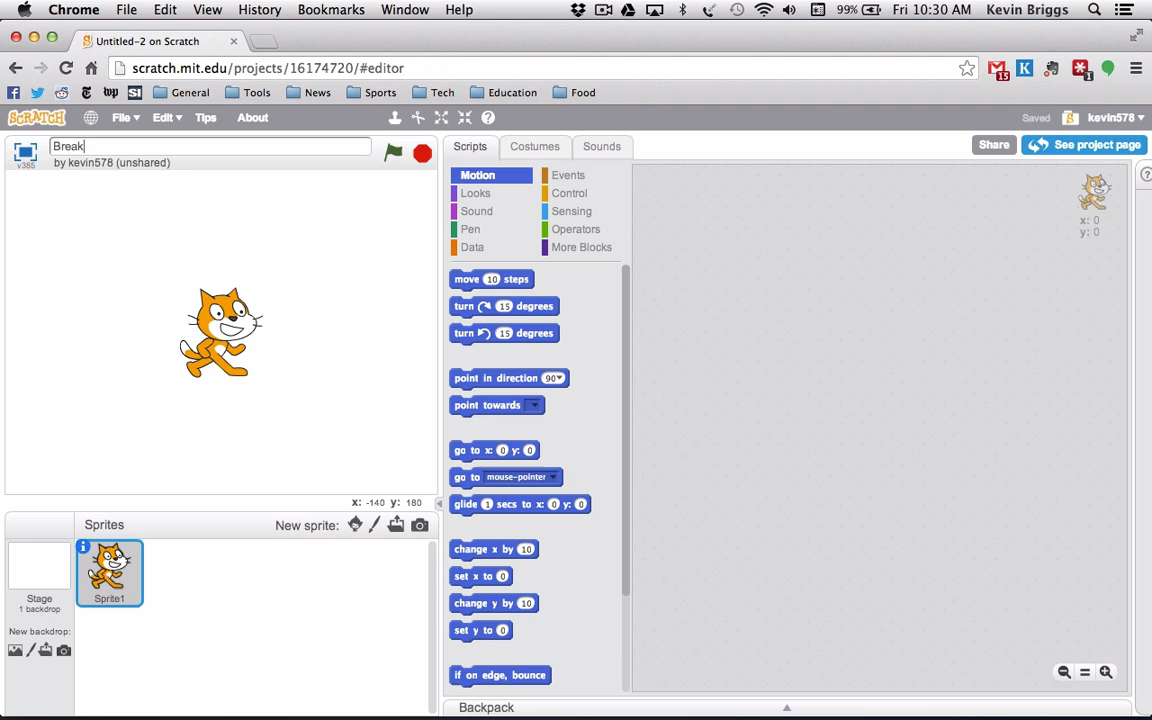 Chrome File Edit View History Bookmarks Window Help 99% Fri 10:30 AM Kevin Briggs
Untitled-2 on Scratch
scratch.mit.edu/projects/16174720/#editor 15 K 1
General Tools News Sports Tech Education Food
SCRATCH File Edit Tips About Saved kevin578
Break
by kevin578 (unshared)
v385
Scripts Costumes Sounds Share See project page
Motion Events
Looks Control
Sound Sensing
Pen Operators
Data More Blocks
x: 0
y: 0
move 10 steps
turn 15 degrees
turn 15 degrees
point in direction 90
point towards
go to x: 0 y: 0
go to mouse-pointer
glide 1 secs to x: 0 y: 0
change x by 10
set x to 0
change y by 10
set y to 0
if on edge, bounce
x: -140 y: 180
Sprites New sprite:
Stage
1 backdrop
New backdrop:
Sprite1
Backpack